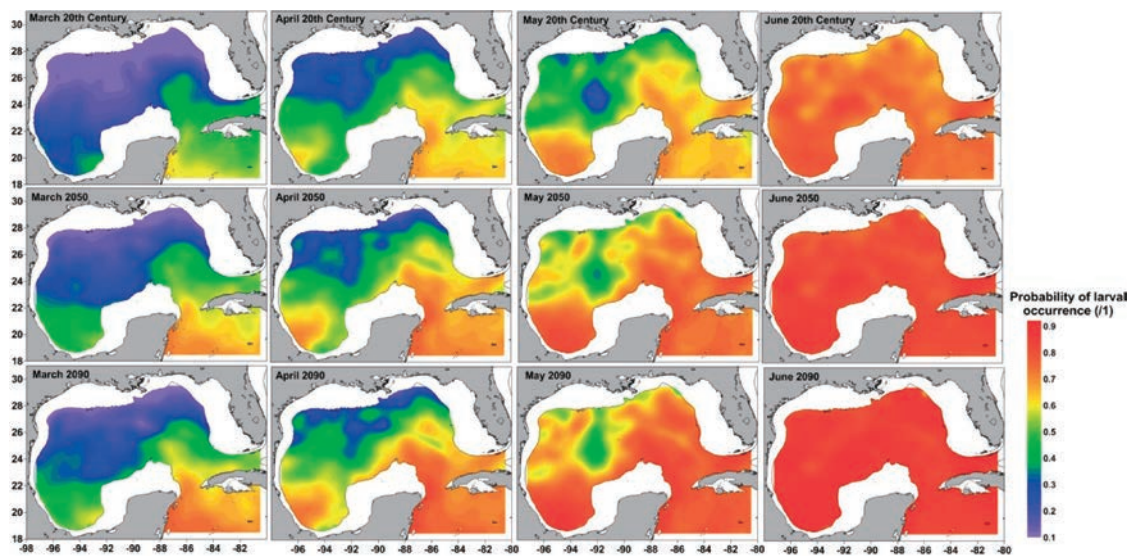 March 20th Century
April 20th Century
May 20th Century
June 20th Century
30
28
26
24
22
20
18
March 2050
April 2050
May 2050
June 2050
30
28
26
24
22
20
18
March 2090
April 2090
May 2090
June 2090
30
28
26
24
22
20
18
-98 -96 -94 -92 -90 -88 -86 -84 -82
-96 -94 -92 -90 -88 -86 -84 -82 -80
-96 -94 -92 -90 -88 -86 -84 -82 -80
-96 -94 -92 -90 -88 -86 -84 -82 -80
Probability of larval
occurrence (/1)
0.9
0.8
0.7
0.6
0.5
0.4
0.3
0.2
0.1